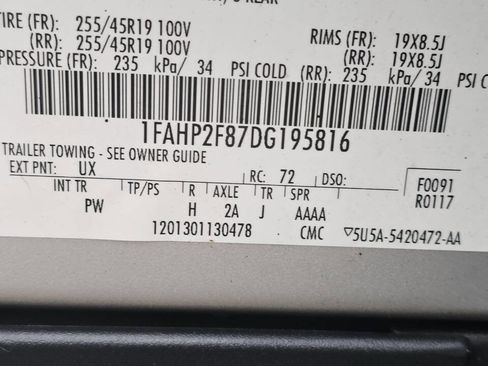 TIRE (FR): 255/45R19 100V RIMS (FR): 19X8.5J
(RR): 255/45R19 100V (RR): 19X8.5J
PRESSURE (FR): 235 kPa/ 34 PSI COLD (RR): 235 kPa/ 34 PSI CO
1FAHP2F87DG195816
TRAILER TOWING - SEE OWNER GUIDE
EXT PNT: UX RC: 72 DSO: F0091
INT TR TP/PS R AXLE TR SPR R0117
PW H 2A J AAAA
1201301130478 CMC ▽5U5A-5420472-AA